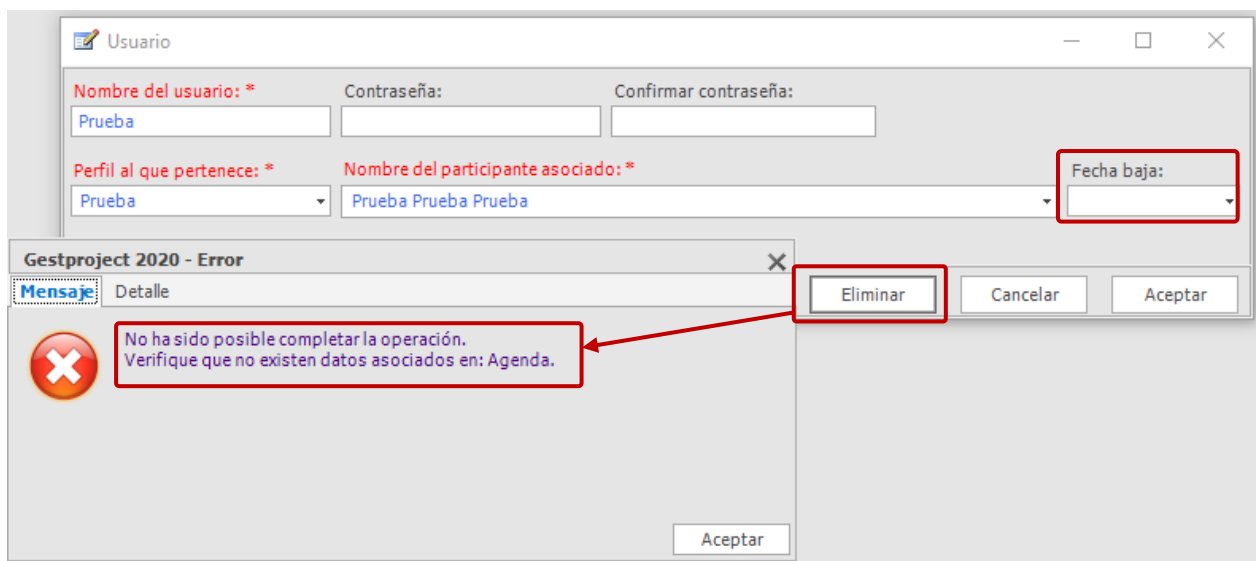 Usuario
Nombre del usuario: * Contraseña: Confirmar contraseña:
Prueba
Perfil al que pertenece: * Nombre del participante asociado: * Fecha baja:
Prueba Prueba Prueba Prueba
Gestproject 2020 - Error
Mensaje Detalle
Eliminar Cancelar Aceptar
No ha sido posible completar la operación.
Verifique que no existen datos asociados en: Agenda.
Aceptar